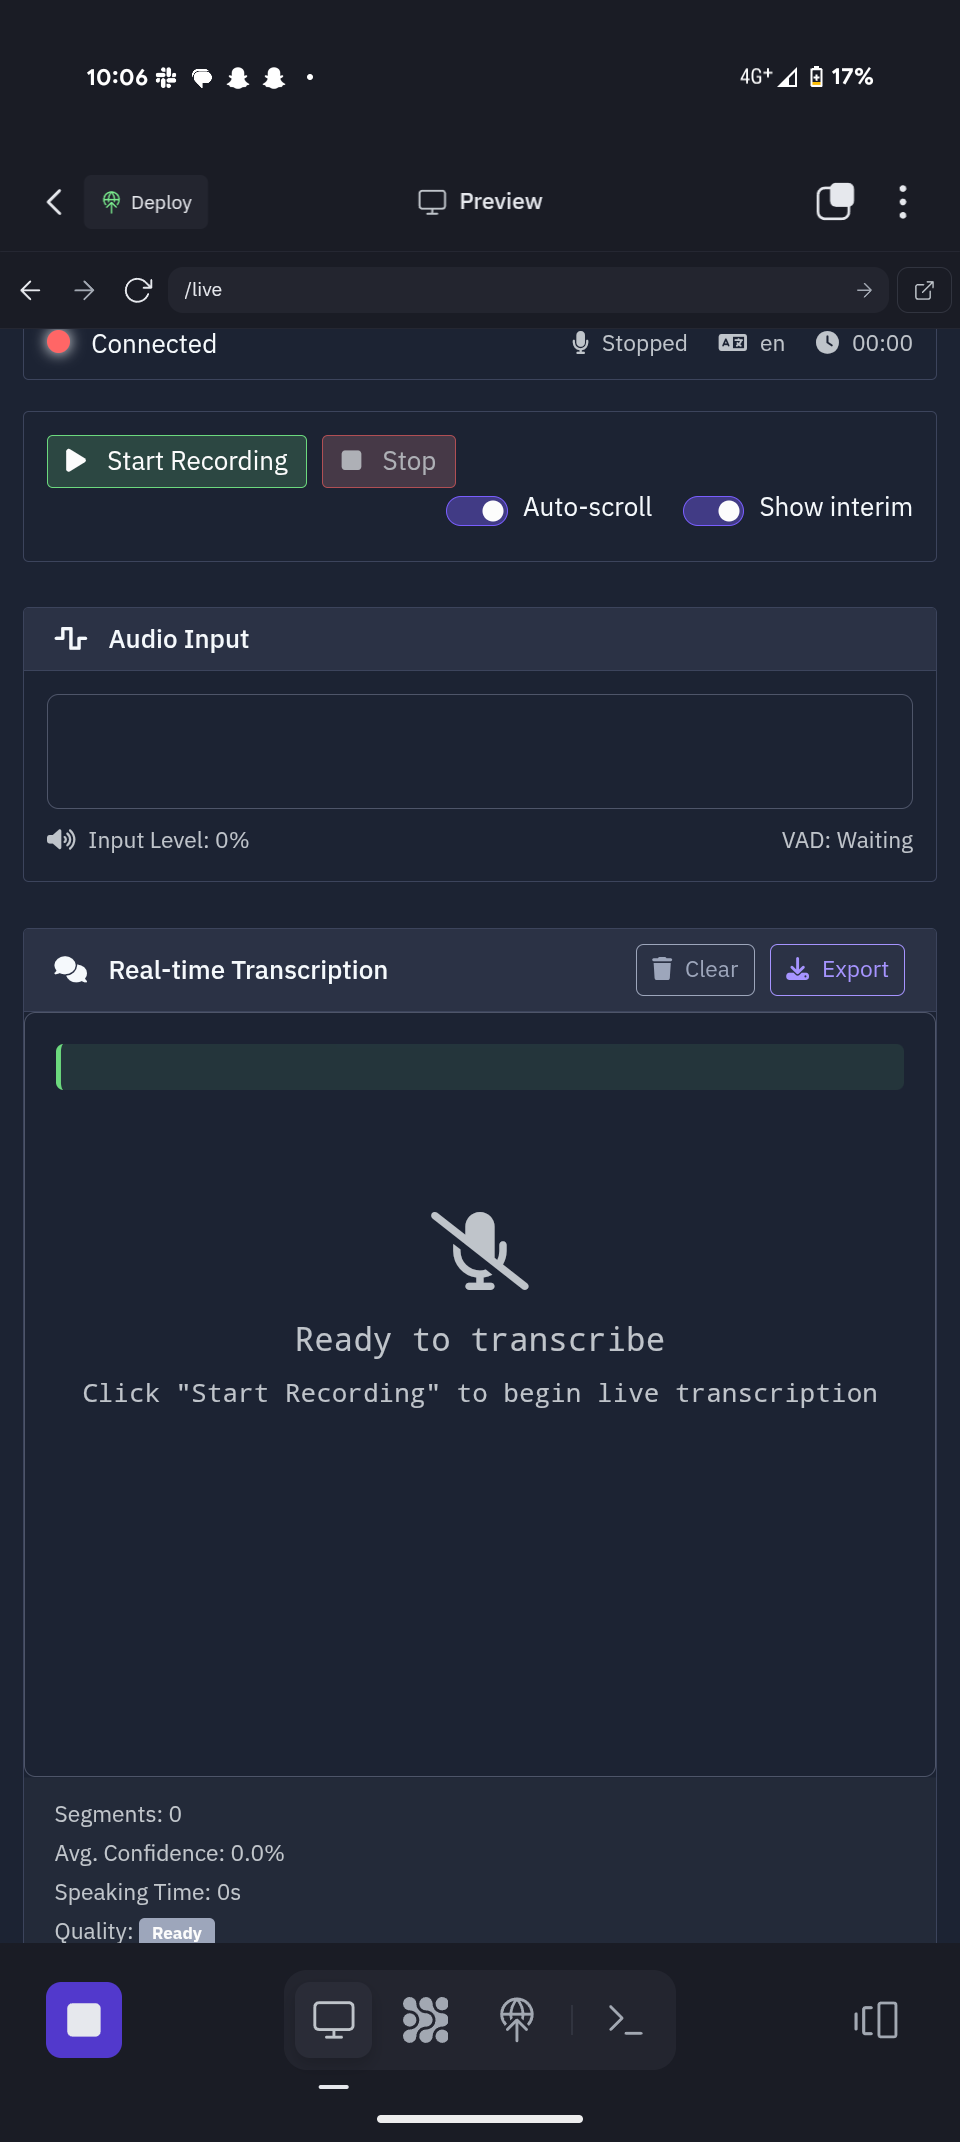 10:06 4G+ 17%
Deploy Preview
/live
Connected Stopped en 00:00
Start Recording Stop
Auto-scroll Show interim
Audio Input
Input Level: 0% VAD: Waiting
Real-time Transcription Clear Export
Ready to transcribe
Click "Start Recording" to begin live transcription
Segments: 0
Avg. Confidence: 0.0%
Speaking Time: 0s
Quality: Ready